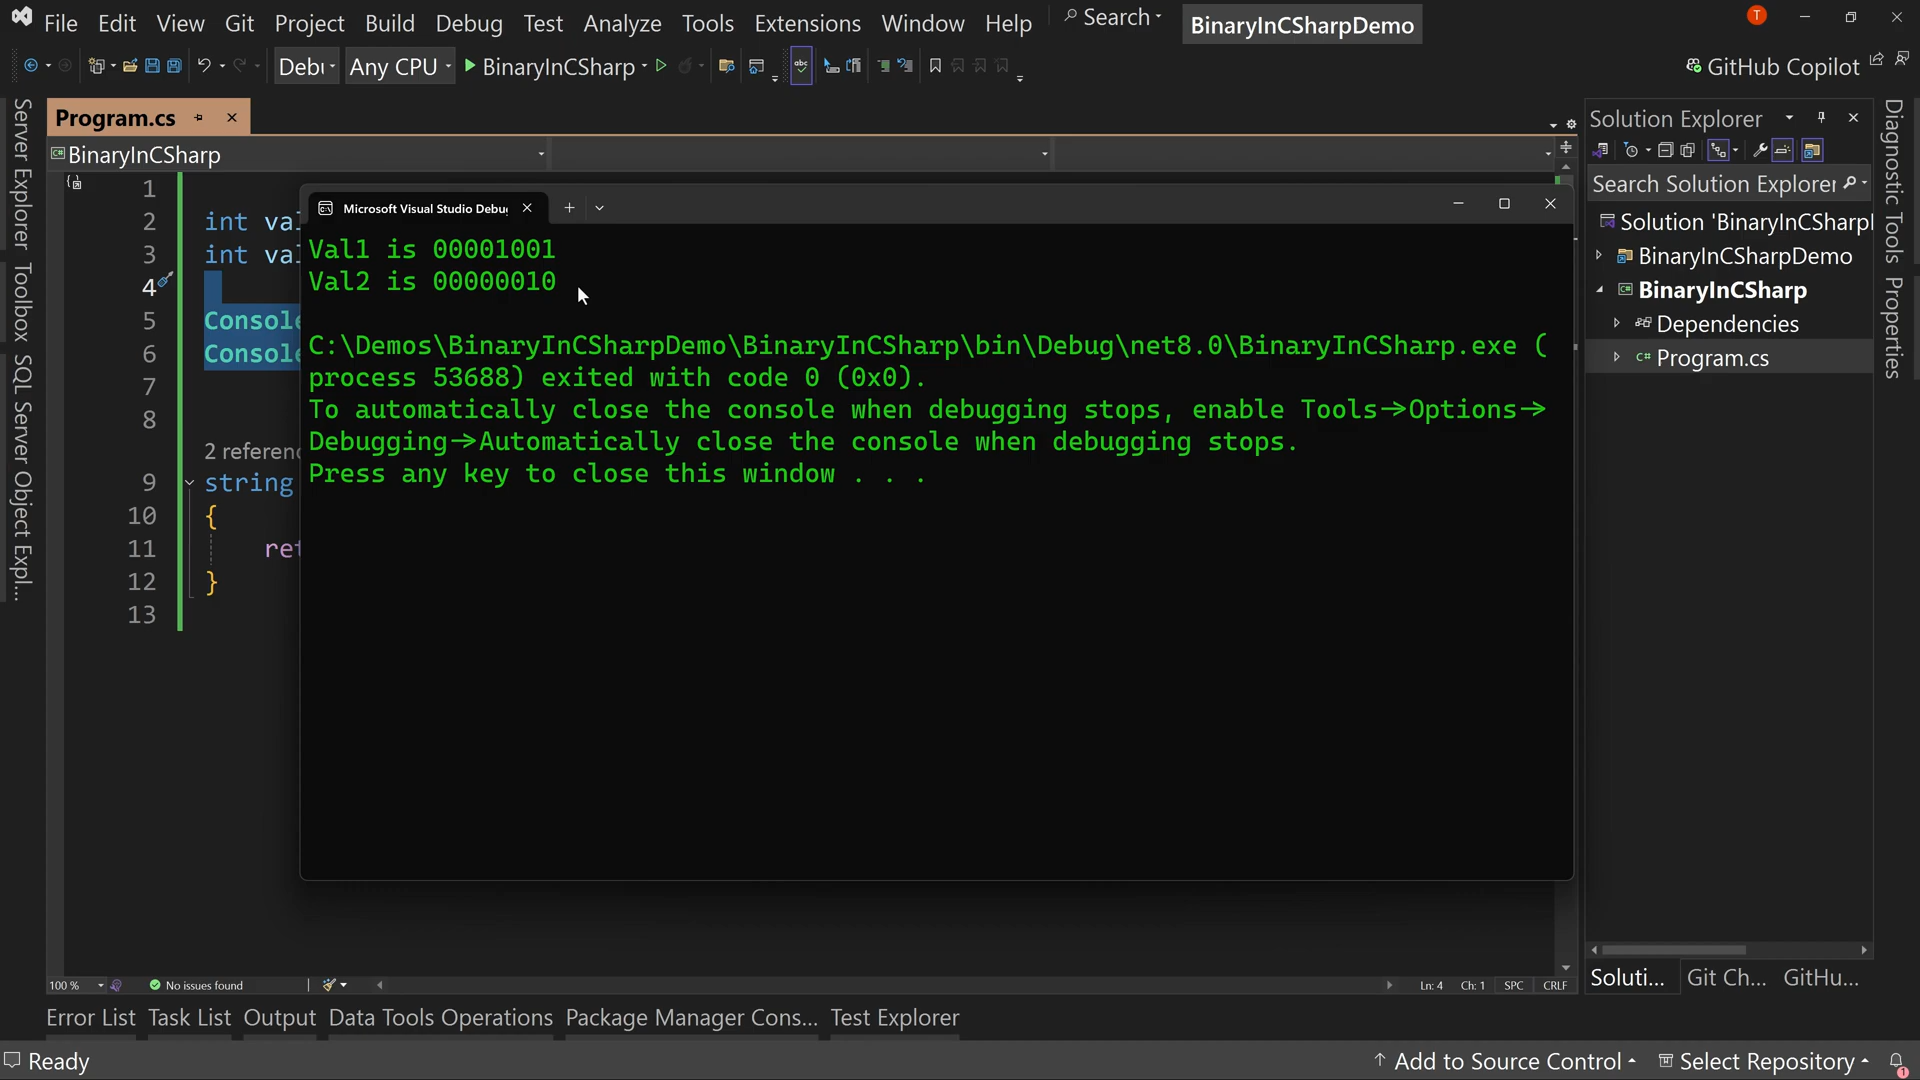 File Edit View Git Project Build Debug Test Analyze Tools Extensions Window Help Search BinaryInCSharpDemo
Any CPU BinaryInCSharp GitHub Copilot
Program.cs
BinaryInCSharp
1
2 int
3 int
4
5 Console
6 Console
7
8
2
9 string
10 {
11
12 }
13
Microsoft Visual Studio
Val1 is 00001001
Val2 is 00000010
C:\Demos\BinaryInCSharpDemo\BinaryInCSharp\bin\Debug\net8.0\BinaryInCSharp.exe (
process 53688) exited with code 0 (0x0).
To automatically close the console when debugging stops, enable Tools->Options->
Debugging->Automatically close the console when debugging stops.
Press any key to close this window . . .
Server Explorer
Toolbox
SQL Server Object Expl...
Solution Explorer
Search Solution Explorer
Solution
BinaryInCSharpDemo
BinaryInCSharp
Dependencies
C# Program.cs
Soluti... Git Ch... GitHu...
Diagnostic Tools
Properties
100 % No issues found Ln: 4 Ch: 1 SPC CRLF
Error List Task List Output Data Tools Operations Package Manager Cons... Test Explorer
Ready Add to Source Control Select Repository 1